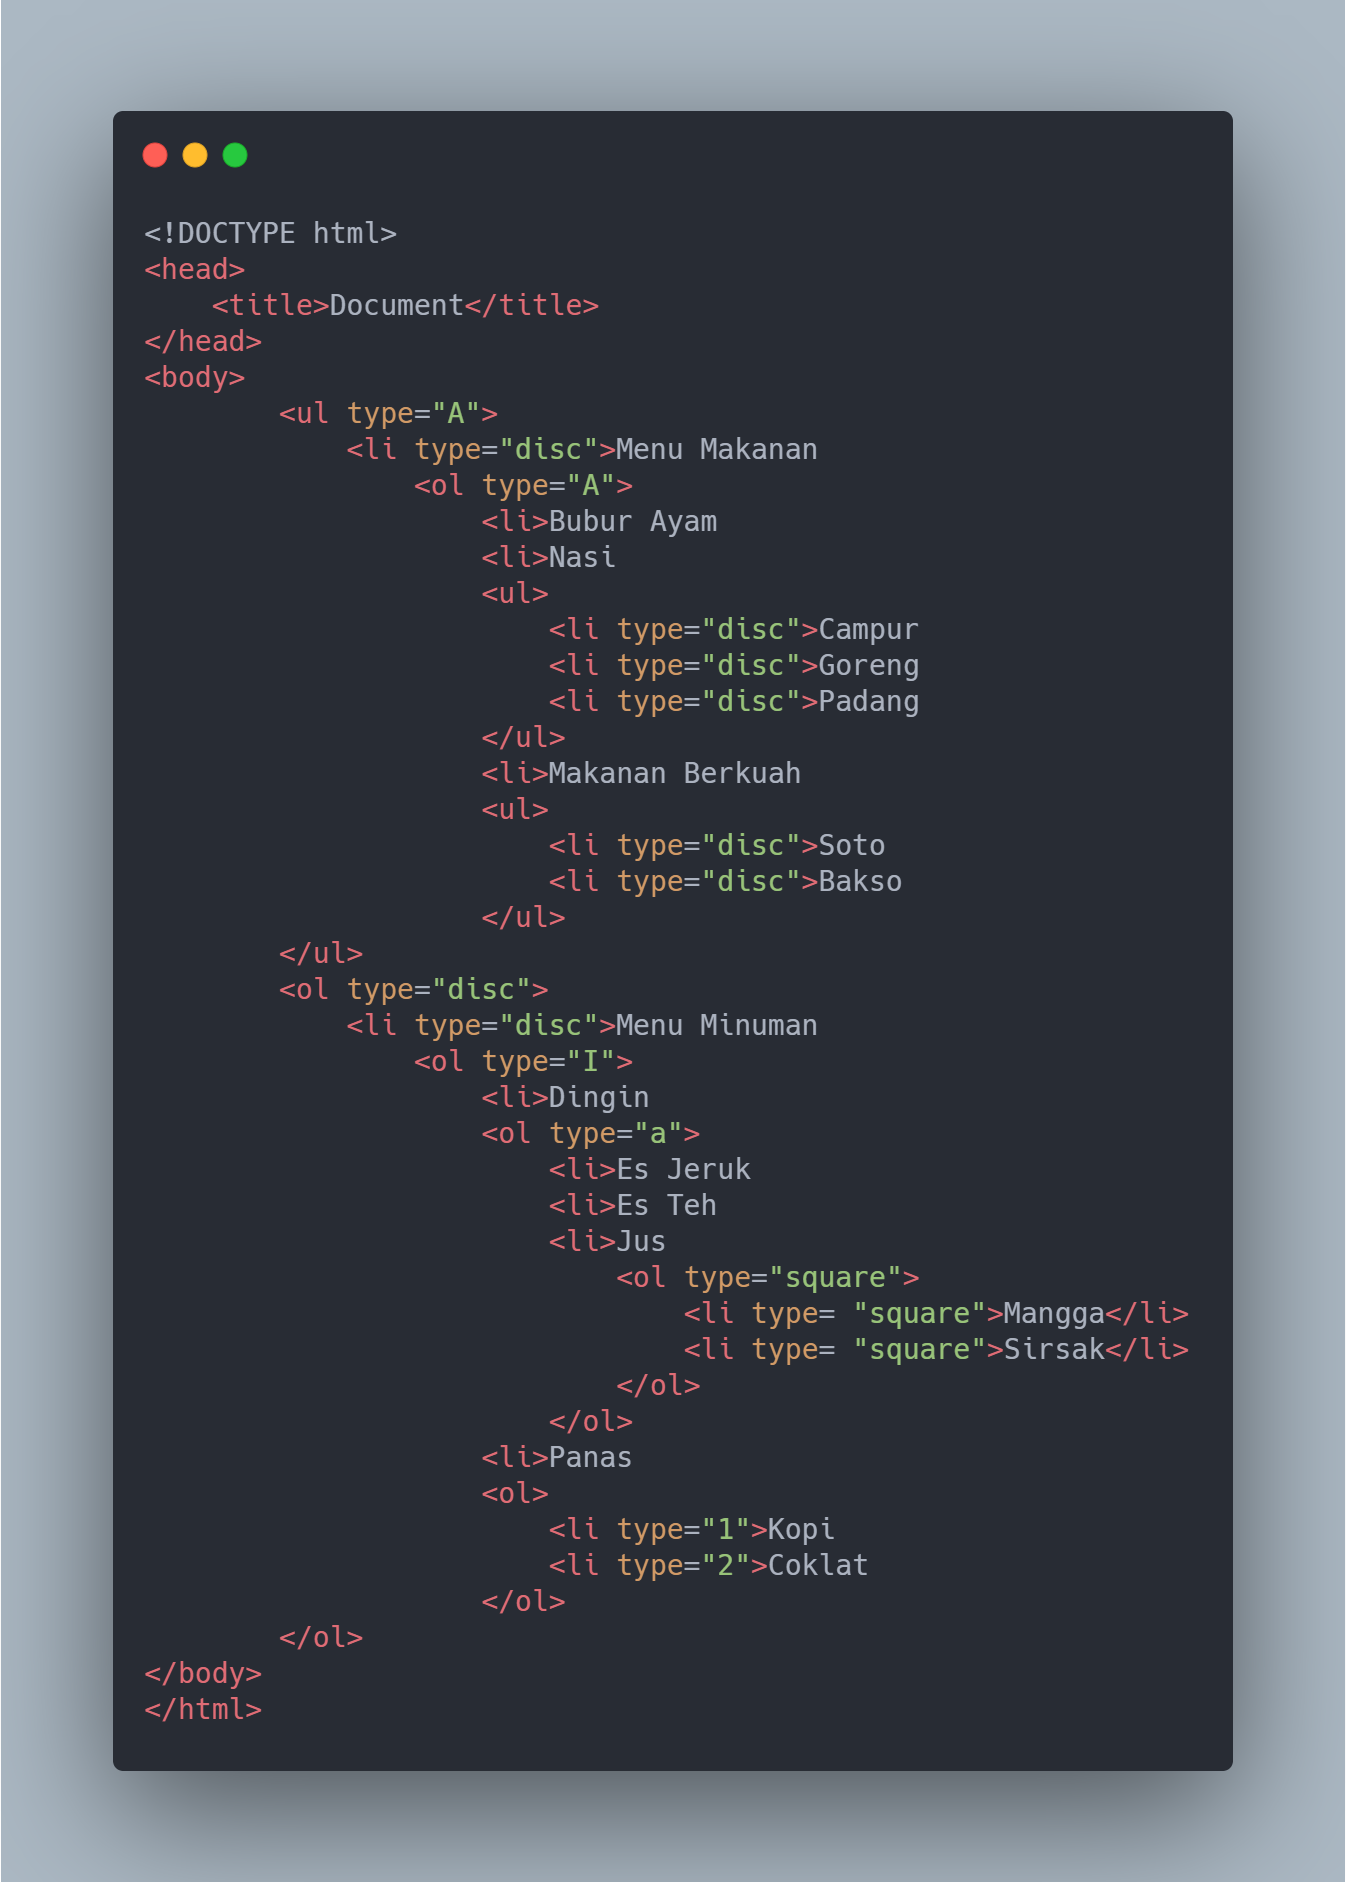 <!DOCTYPE html>
<head>
    <title>Document</title>
</head>
<body>
        <ul type="A">
            <li type="disc">Menu Makanan
                <ol type="A">
                    <li>Bubur Ayam
                    <li>Nasi
                    <ul>
                        <li type="disc">Campur
                        <li type="disc">Goreng
                        <li type="disc">Padang
                    </ul>
                    <li>Makanan Berkuah
                    <ul>
                        <li type="disc">Soto
                        <li type="disc">Bakso
                    </ul>
        </ul>
        <ol type="disc">
            <li type="disc">Menu Minuman
                <ol type="I">
                    <li>Dingin
                    <ol type="a">
                        <li>Es Jeruk
                        <li>Es Teh
                        <li>Jus
                            <ol type="square">
                                <li type= "square">Mangga</li>
                                <li type= "square">Sirsak</li>
                            </ol>
                        </ol>
                    <li>Panas
                    <ol>
                        <li type="1">Kopi
                        <li type="2">Coklat
                    </ol>
        </ol>
</body>
</html>